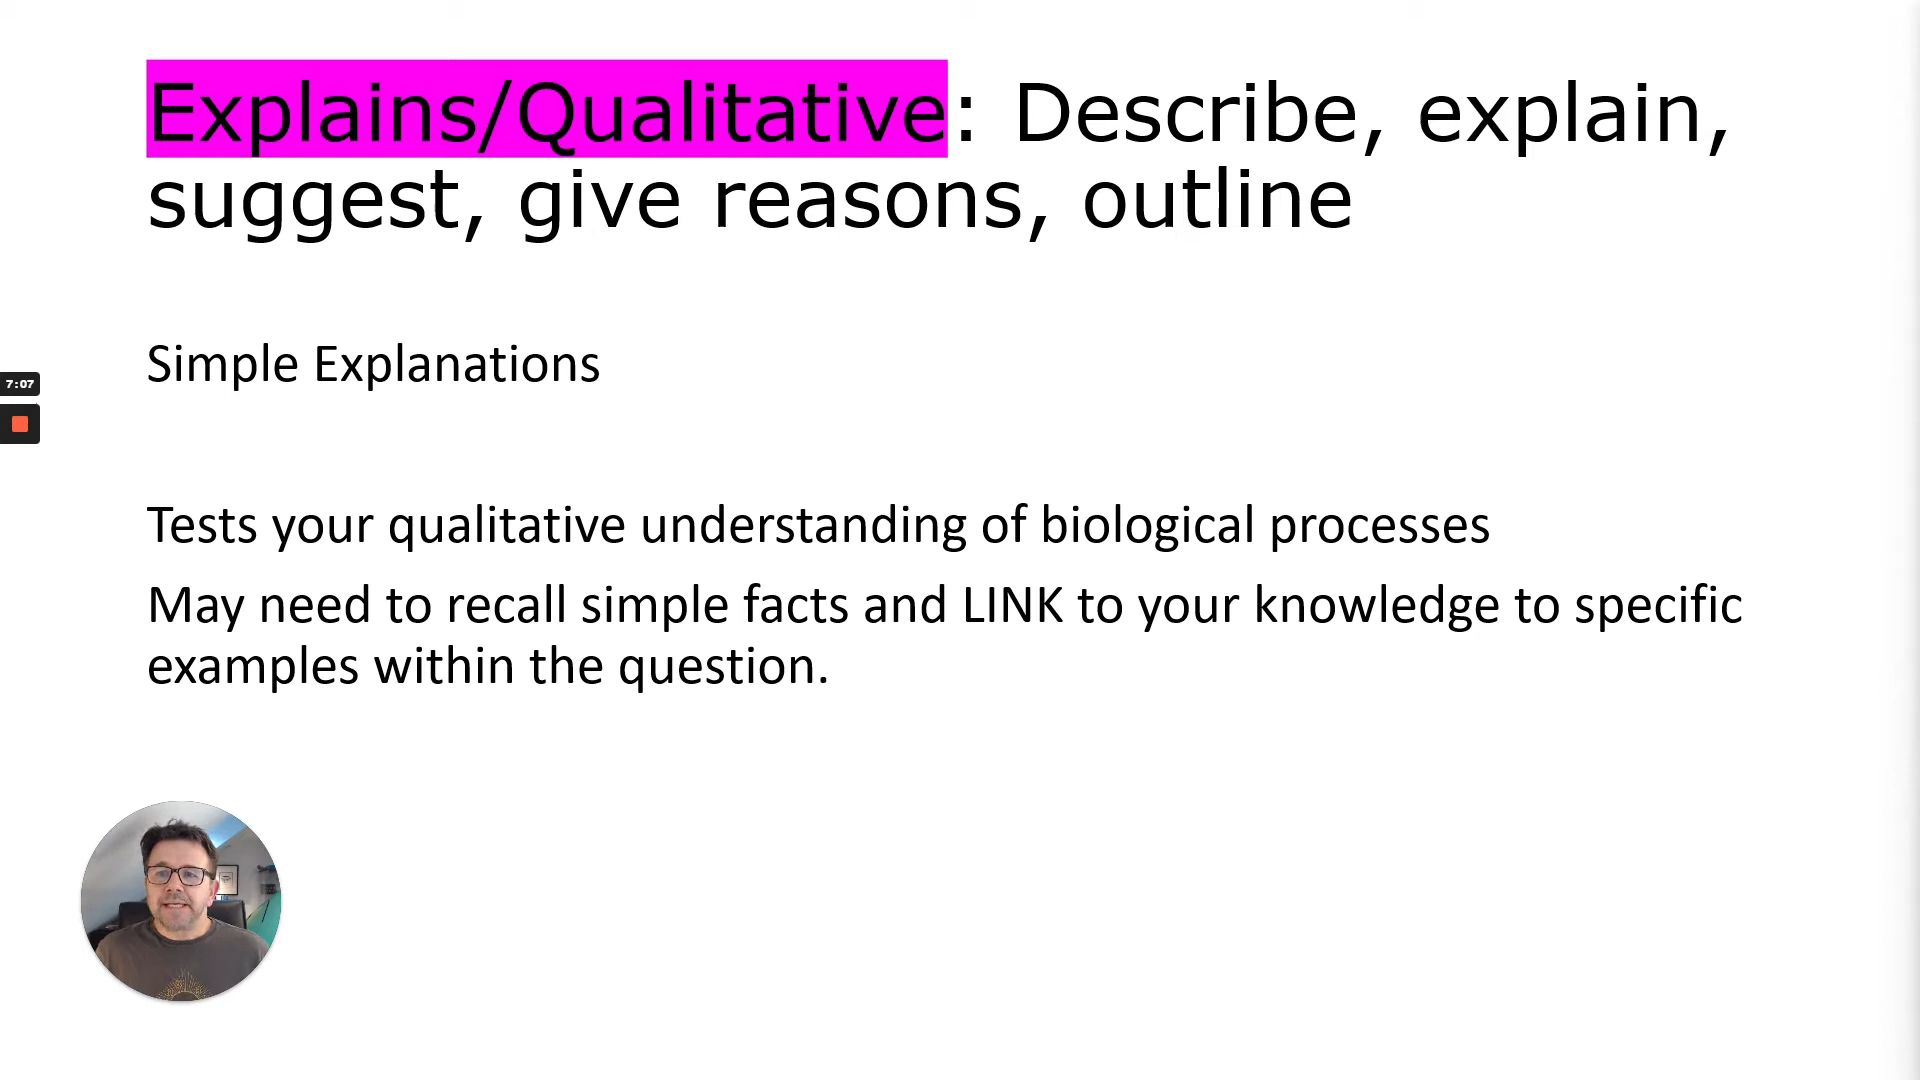 Explains/Qualitative: Describe, explain,
suggest, give reasons, outline
Simple Explanations
7:07
Tests your qualitative understanding of biological processes
May need to recall simple facts and LINK to your knowledge to specific
examples within the question.